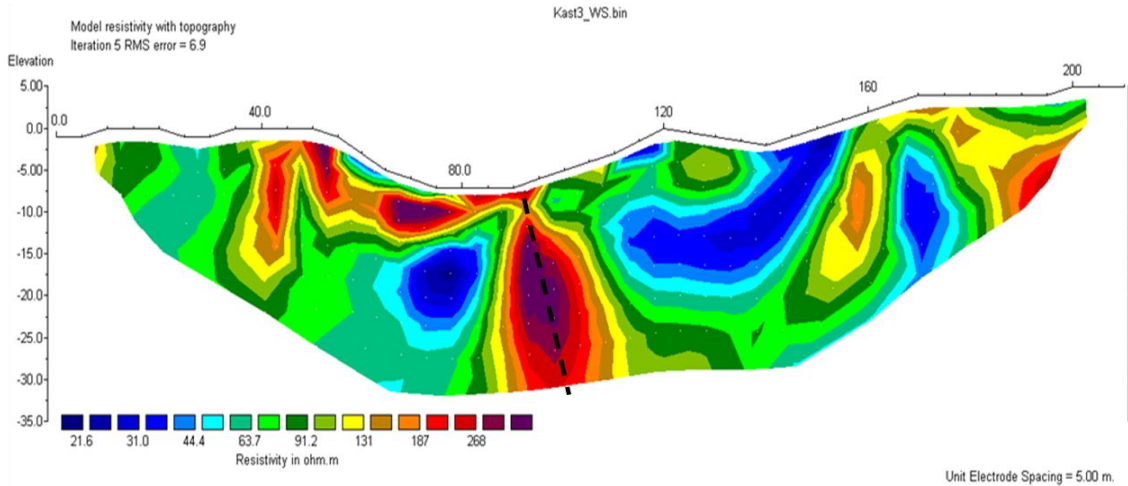 Kast3_WS.bin
Model resistivity with topography
Iteration 5 RMS error = 6.9
Elevation
5.00
0.0
-5.00
-10.0
-15.0
-20.0
-25.0
-30.0
-35.0
0.0 40.0 80.0 120 160 200
21.6 31.0 44.4 63.7 91.2 131 187 268
Resistivity in ohm.m
Unit Electrode Spacing = 5.00 m.